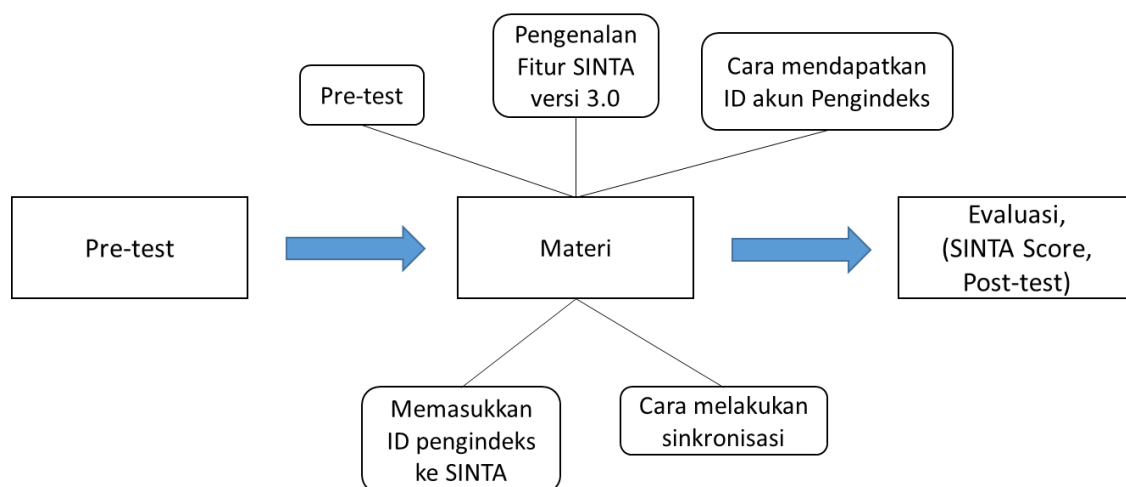 Pengenalan
Fitur SINTA
versi 3.0
Cara mendapatkan
ID akun Pengindeks
Pre-test
Pre-test
Materi
Evaluasi,
(SINTA Score,
Post-test)
Memasukkan
ID pengindeks
ke SINTA
Cara melakukan
sinkronisasi